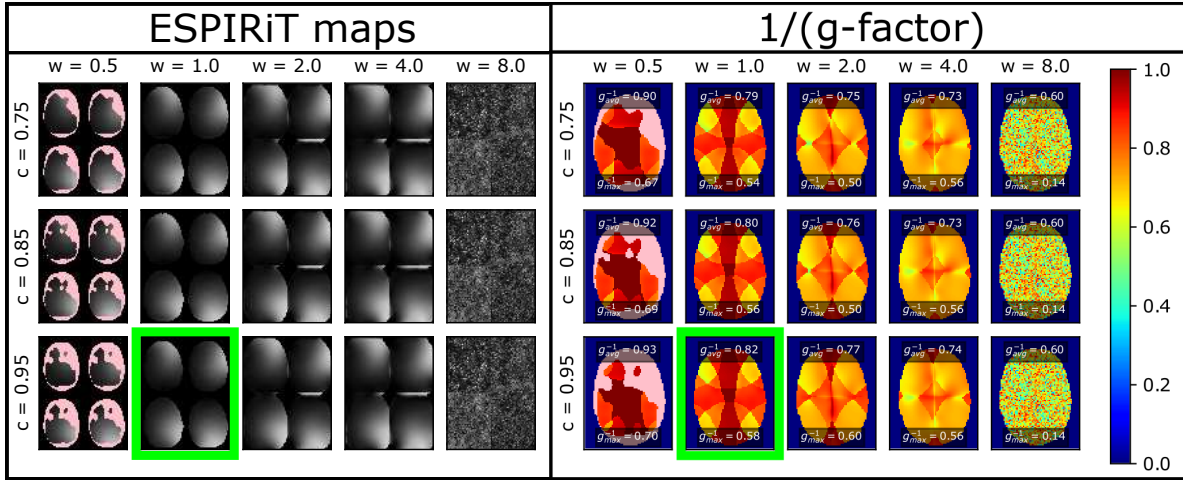 ESPIRiT maps
1/(g-factor)
w = 0.5 w = 1.0 w = 2.0 w = 4.0 w = 8.0
w = 0.5 w = 1.0 w = 2.0 w = 4.0 w = 8.0
c = 0.75
c = 0.85
c = 0.95
c = 0.75
g⁻¹avg = 0.90 g⁻¹avg = 0.79 g⁻¹avg = 0.75 g⁻¹avg = 0.73 g⁻¹avg = 0.60
g⁻¹max = 0.67 g⁻¹max = 0.54 g⁻¹max = 0.50 g⁻¹max = 0.56 g⁻¹max = 0.14
c = 0.85
g⁻¹avg = 0.92 g⁻¹avg = 0.80 g⁻¹avg = 0.76 g⁻¹avg = 0.73 g⁻¹avg = 0.60
g⁻¹max = 0.69 g⁻¹max = 0.56 g⁻¹max = 0.50 g⁻¹max = 0.56 g⁻¹max = 0.14
c = 0.95
g⁻¹avg = 0.93 g⁻¹avg = 0.82 g⁻¹avg = 0.77 g⁻¹avg = 0.74 g⁻¹avg = 0.60
g⁻¹max = 0.70 g⁻¹max = 0.58 g⁻¹max = 0.60 g⁻¹max = 0.56 g⁻¹max = 0.14
1.0
0.8
0.6
0.4
0.2
0.0